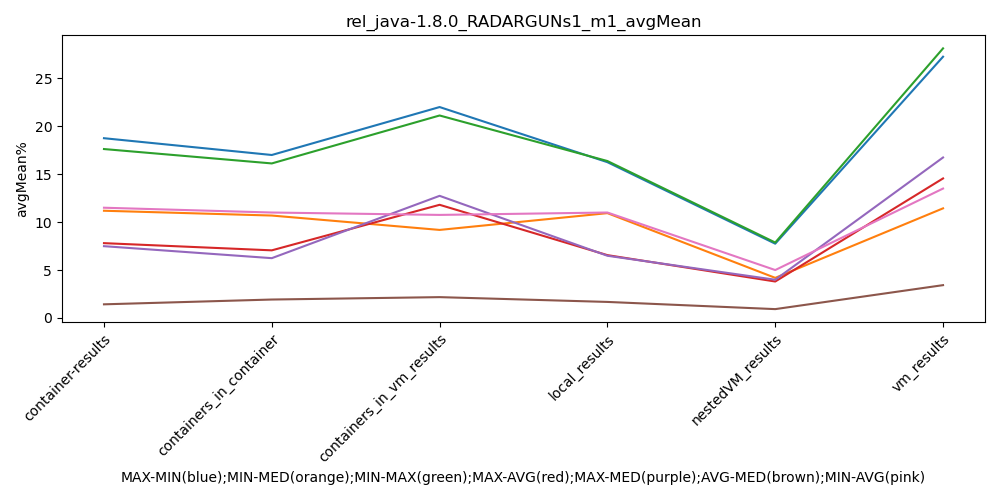 rel_java-1.8.0_RADARGUNs1_m1_avgMean
avgMean%
25
20
15
10
5
0
container-results
containers_in_container
containers_in_vm_results
local_results
nestedVM_results
vm_results
MAX-MIN(blue);MIN-MED(orange);MIN-MAX(green);MAX-AVG(red);MAX-MED(purple);AVG-MED(brown);MIN-AVG(pink)